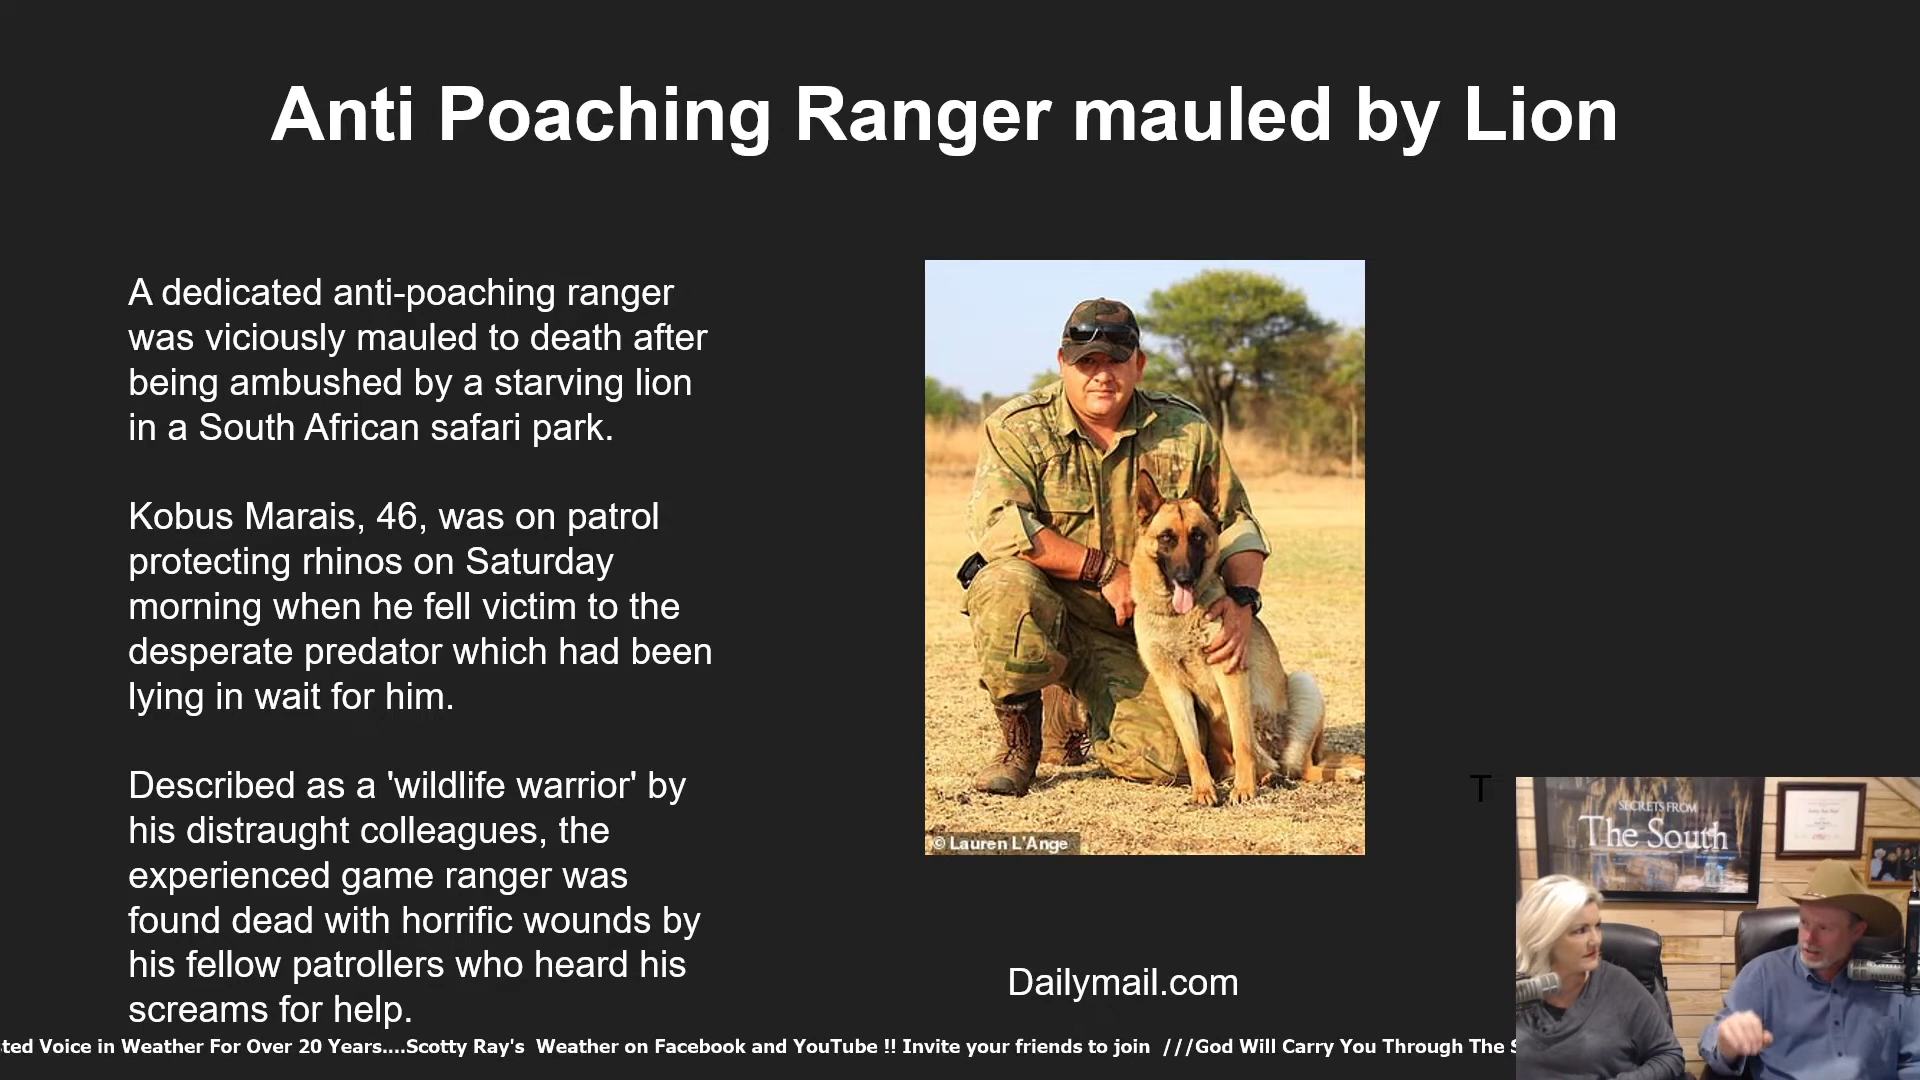 Anti Poaching Ranger mauled by Lion
A dedicated anti-poaching ranger
was viciously mauled to death after
being ambushed by a starving lion
in a South African safari park.
Kobus Marais, 46, was on patrol
protecting rhinos on Saturday
morning when he fell victim to the
desperate predator which had been
lying in wait for him.
Described as a 'wildlife warrior' by
his distraught colleagues, the
experienced game ranger was
found dead with horrific wounds by
his fellow patrollers who heard his
screams for help.
© Lauren L'Ange
Dailymail.com
T
SECRETS FROM
The South
ted Voice in Weather For Over 20 Years....Scotty Ray's Weather on Facebook and YouTube !! Invite your friends to join ///God Will Carry You Through The S